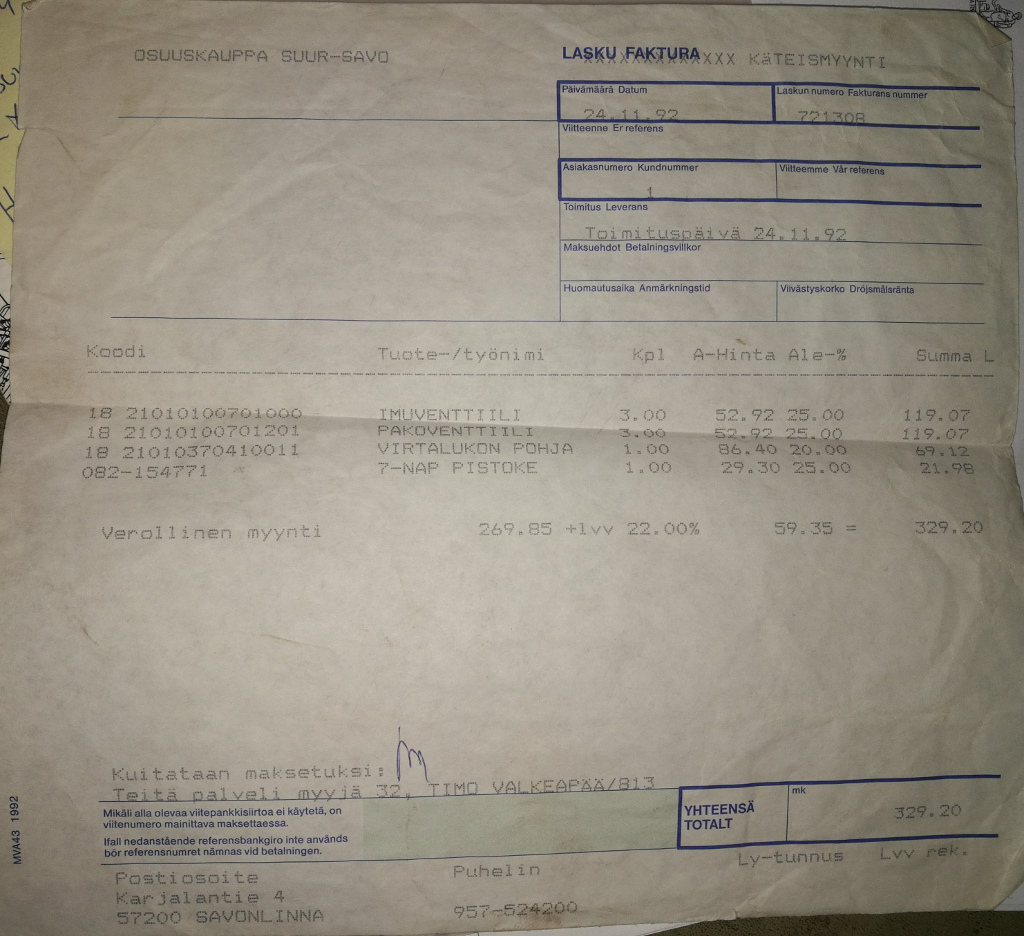 OSUUSKAUPPA SUUR-SAVO
LASKU FAKTURA XXXXXXXXXXXXX KÄTEISMYYNTI
Päivämäärä Datum
24.11.92
Laskun numero Fakturans nummer
721308
Viitteenne Er referens
Asiakasnumero Kundnummer
1
Viitteemme Vår referens
Toimitus Leverans
Toimituspäivä 24.11.92
Maksuehdot Betalningsvillkor
Huomautusaika Anmärkningstid
Viivästyskorko Dröjsmålsränta
Koodi Tuote-/työnimi Kpl A-Hinta Ale-% Summa L
18 21010100701000 IMUVENTTIILI 3.00 52.92 25.00 119.07
18 21010100701201 PAKOVENTTIILI 3.00 52.92 25.00 119.07
18 21010370410011 VIRTALUKON POHJA 1.00 86.40 20.00 69.12
082-154771 7-NAP PISTOKE 1.00 29.30 25.00 21.98
Verollinen myynti 269.85 +lvv 22.00% 59.35 = 329.20
Kuitataan maksetuksi:
Teitä palveli myyjä 32, TIMO VALKEAPÄÄ/813
Mikäli alla olevaa viitepankkisiirtoa ei käytetä, on
viitenumero mainittava maksettaessa.
Ifall nedanstående referensbankgiro inte används
bör referensnumret nämnas vid betalningen.
YHTEENSÄ
TOTALT
mk
329.20
MVA43 1992
Postiosoite Puhelin Ly-tunnus Lvv rek.
Karjalantie 4
57200 SAVONLINNA 957-524200